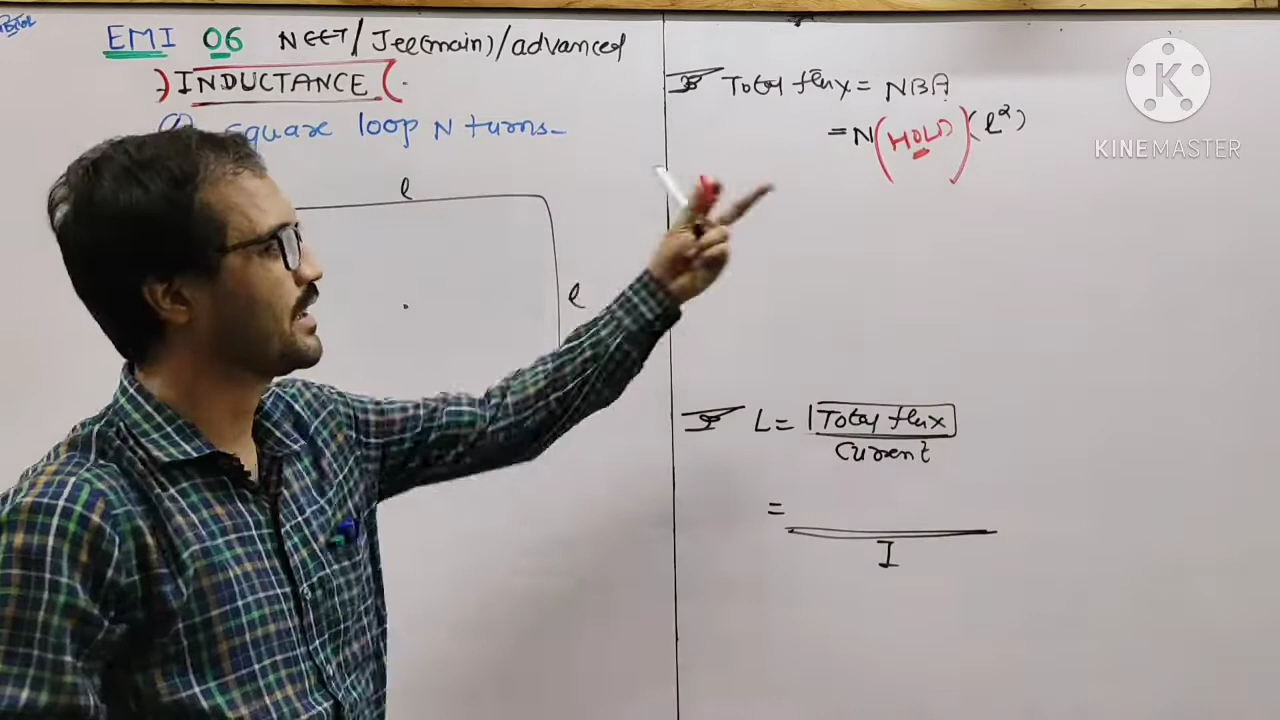 EMI 06 NEET/Jee(main)/advanced
INDUCTANCE
square loop N turns-
l
l
Total flux = NBA
= N (HOLD) (l²)
L = Total flux
Current
=
I
K
KINEMASTER